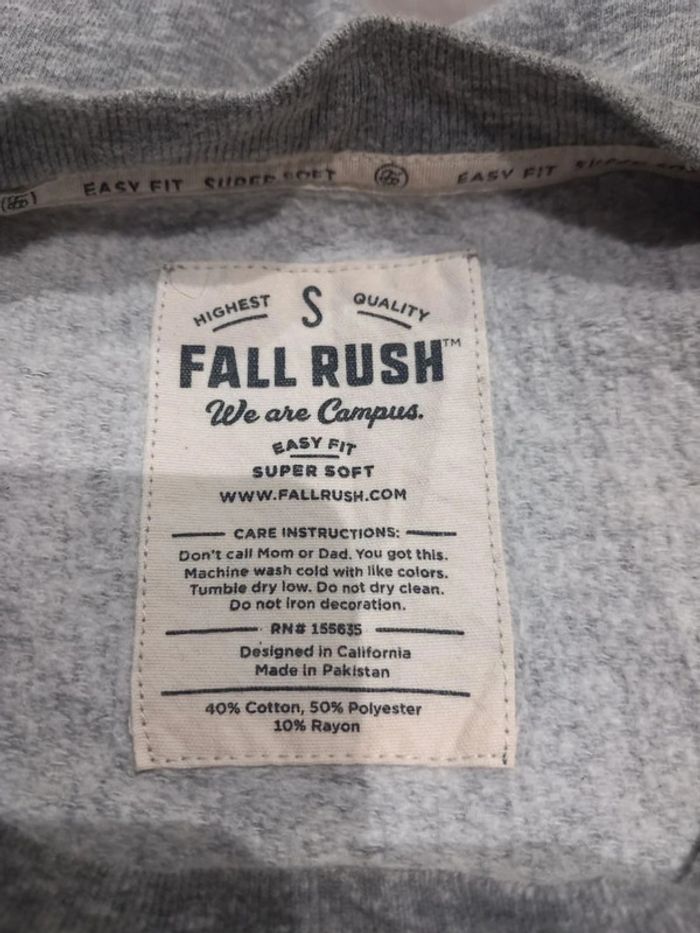 EASY FIT SUPER SOFT EASY FIT SUPER SOFT
HIGHEST S QUALITY
FALL RUSH™
We are Campus.
EASY FIT
SUPER SOFT
WWW.FALLRUSH.COM
CARE INSTRUCTIONS:
Don't call Mom or Dad. You got this.
Machine wash cold with like colors.
Tumble dry low. Do not dry clean.
Do not iron decoration.
RN# 155635
Designed in California
Made in Pakistan
40% Cotton, 50% Polyester
10% Rayon